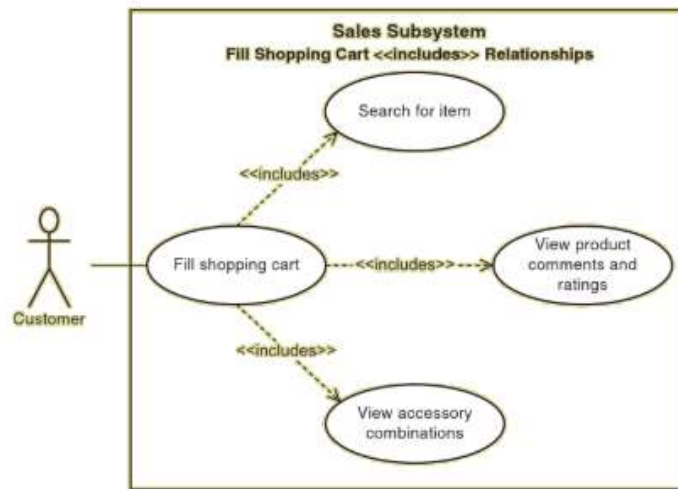 Sales Subsystem
Fill Shopping Cart <<includes>> Relationships
Search for item
<<includes>>
Fill shopping cart
<<includes>>
View product
comments and
ratings
Customer
<<includes>>
View accessory
combinations